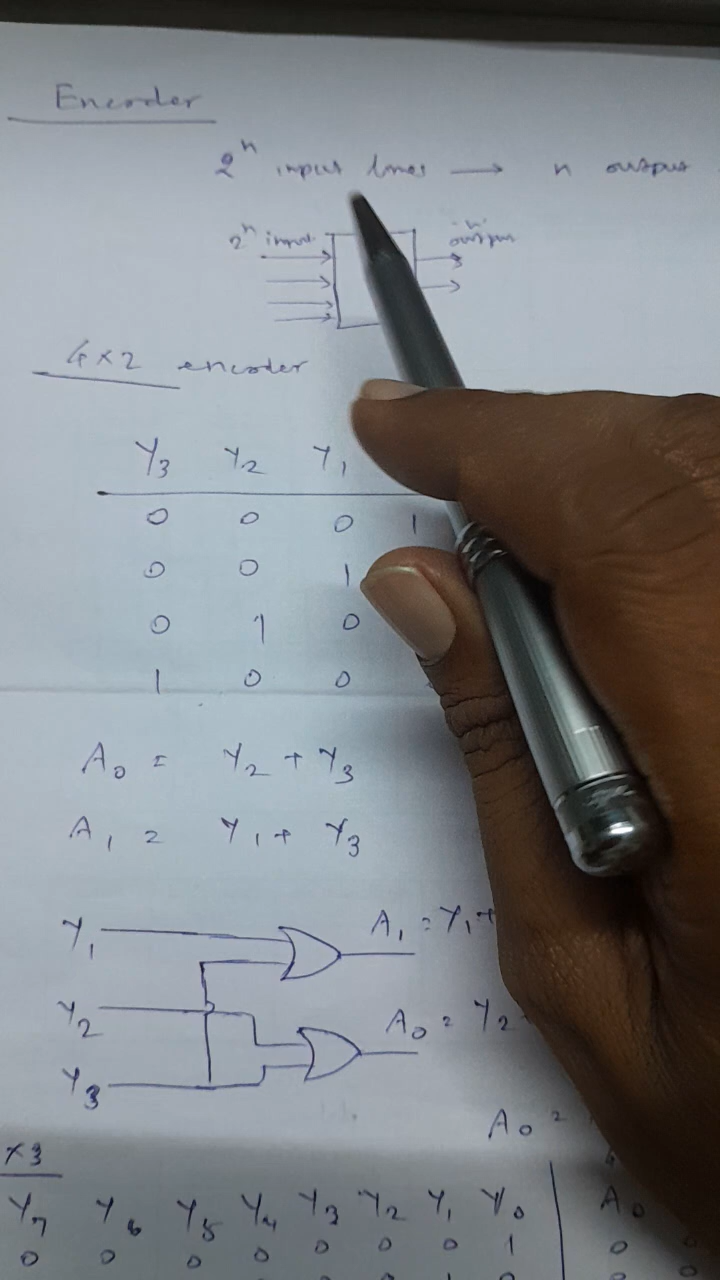 Encoder
2^n input lines → n output
2^n input
'n' output
4×2 encoder
Y3 Y2 Y1
0 0 0 1
0 0 1
0 1 0
1 0 0
A0 = Y2 + Y3
A1 = Y1 + Y3
Y1 A1 = Y1 +
Y2 A0 = Y2
Y3
A0 =
×3
Y7 Y6 Y5 Y4 Y3 Y2 Y1 Y0 A0
0 0 0 0 0 0 0 1 0